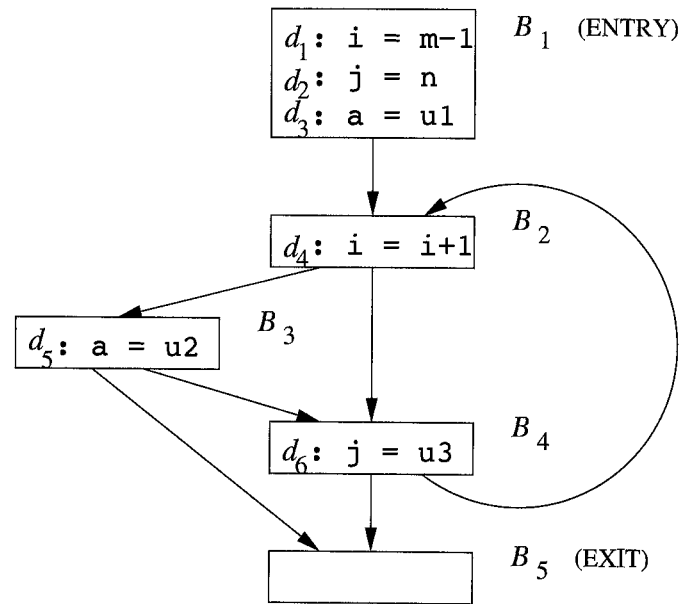 d1: i = m-1
d2: j = n
d3: a = u1
B1 (ENTRY)
d4: i = i+1
B2
d5: a = u2
B3
d6: j = u3
B4
B5 (EXIT)